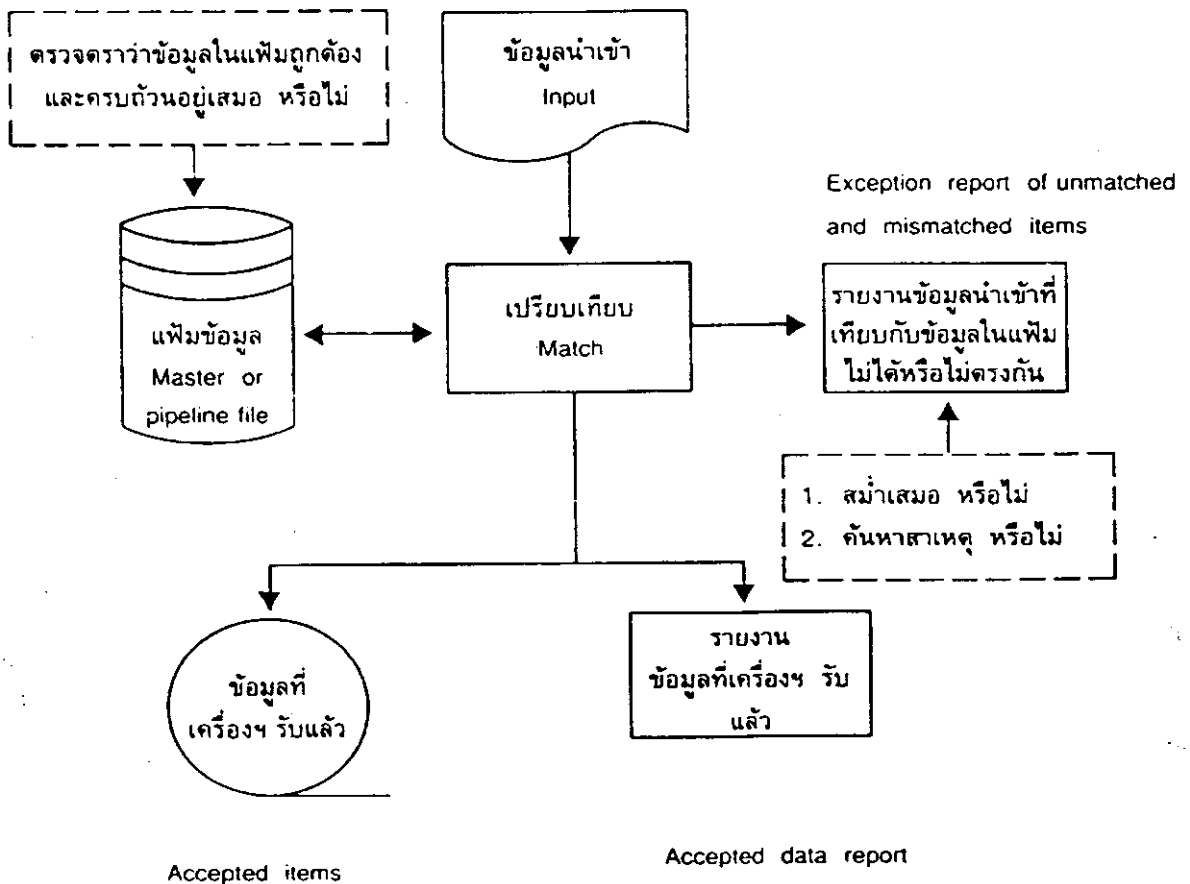 ตรวจตราว่าข้อมูลในแฟ้มถูกต้อง
และครบถ้วนอยู่เสมอ หรือไม่
ข้อมูลนำเข้า
Input
Exception report of unmatched
and mismatched items
แฟ้มข้อมูล
Master or
pipeline file
เปรียบเทียบ
Match
รายงานข้อมูลนำเข้าที่
เทียบกับข้อมูลในแฟ้ม
ไม่ได้หรือไม่ตรงกัน
1. สม่ำเสมอ หรือไม่
2. ค้นหาสาเหตุ หรือไม่
ข้อมูลที่
เครื่องฯ รับแล้ว
รายงาน
ข้อมูลที่เครื่องฯ รับ
แล้ว
Accepted items
Accepted data report